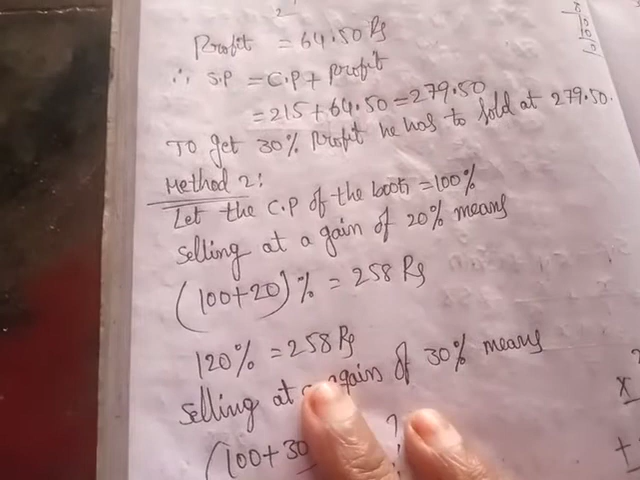 Profit = 64.50 Rs
∴ S.P = C.P + Profit
= 215 + 64.50 = 279.50
To get 30% Profit he has to sold at 279.50.
Method 2:
Let the C.P of the book = 100%
Selling at a gain of 20% means
(100+20)% = 258 Rs
120% = 258 Rs
Selling at a gain of 30% means
(100+30 ?